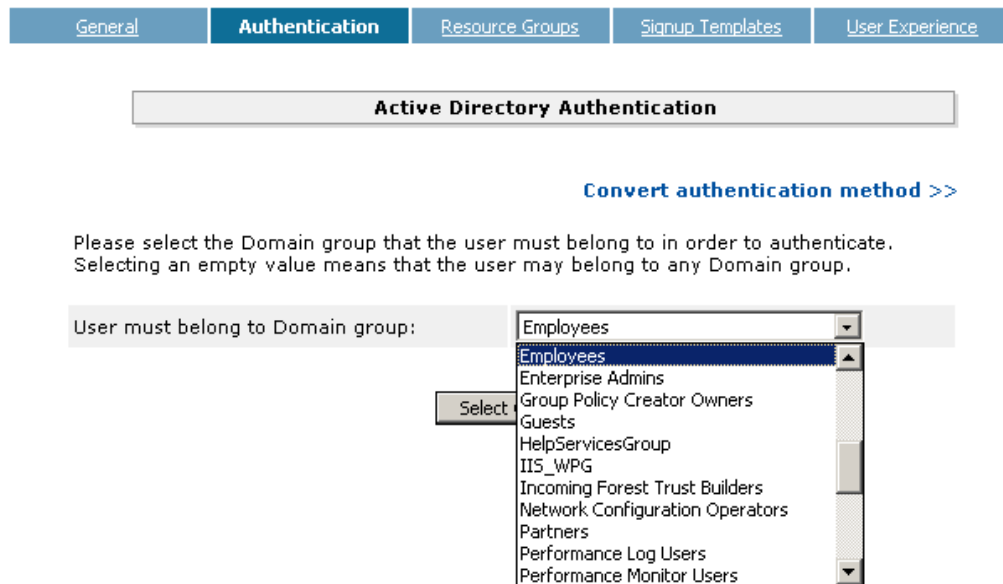 General Authentication Resource Groups Signup Templates User Experience
Active Directory Authentication
Convert authentication method >>
Please select the Domain group that the user must belong to in order to authenticate.
Selecting an empty value means that the user may belong to any Domain group.
User must belong to Domain group: Employees
Employees
Enterprise Admins
Select
Group Policy Creator Owners
Guests
HelpServicesGroup
IIS_WPG
Incoming Forest Trust Builders
Network Configuration Operators
Partners
Performance Log Users
Performance Monitor Users